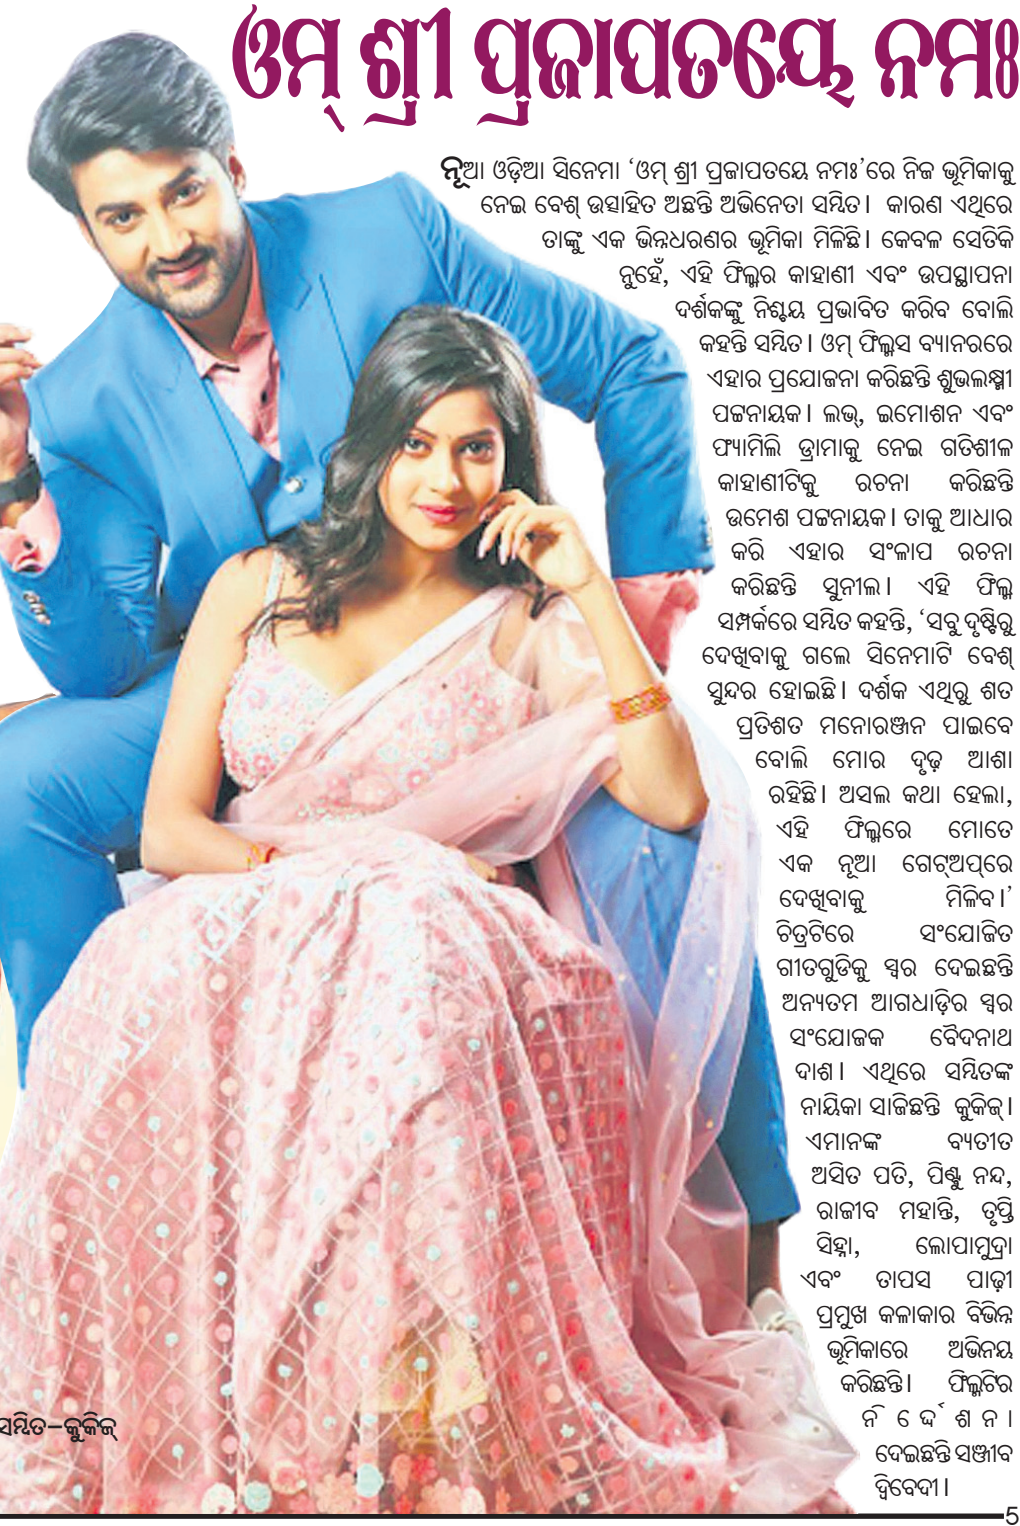 ଓମ୍ ଶ୍ରୀ ପ୍ରଜାପତୟେ ନମଃ
ନୂଆ ଓଡ଼ିଆ ସିନେମା ‘ଓମ୍ ଶ୍ରୀ ପ୍ରଜାପତୟେ ନମଃ’ରେ ନିଜ ଭୂମିକାକୁ
ନେଇ ବେଶ୍ ଉତ୍ସାହିତ ଅଛନ୍ତି ଅଭିନେତା ସମ୍ବିତ। କାରଣ ଏଥିରେ
ତାଙ୍କୁ ଏକ ଭିନ୍ନଧରଣର ଭୂମିକା ମିଳିଛି। କେବଳ ସେତିକି
ନୁହେଁ, ଏହି ଫିଲ୍ମର କାହାଣୀ ଏବଂ ଉପସ୍ଥାପନା
ଦର୍ଶକଙ୍କୁ ନିଶ୍ଚୟ ପ୍ରଭାବିତ କରିବ ବୋଲି
କହନ୍ତି ସମ୍ବିତ। ଓମ୍ ଫିଲ୍ମସ ବ୍ୟାନରରେ
ଏହାର ପ୍ରଯୋଜନା କରିଛନ୍ତି ଶୁଭଲକ୍ଷ୍ମୀ
ପଟ୍ଟନାୟକ। ଲଭ୍, ଇମୋଶନ ଏବଂ
ଫ୍ୟାମିଲି ଡ୍ରାମାକୁ ନେଇ ଗତିଶୀଳ
କାହାଣୀଟିକୁ ରଚନା କରିଛନ୍ତି
ଉମେଶ ପଟ୍ଟନାୟକ। ତାକୁ ଆଧାର
କରି ଏହାର ସଂଳାପ ରଚନା
କରିଛନ୍ତି ସୁନୀଲ। ଏହି ଫିଲ୍ମ
ସମ୍ପର୍କରେ ସମ୍ବିତ କହନ୍ତି, ‘ସବୁ ଦୃଷ୍ଟିରୁ
ଦେଖିବାକୁ ଗଲେ ସିନେମାଟି ବେଶ୍
ସୁନ୍ଦର ହୋଇଛି। ଦର୍ଶକ ଏଥିରୁ ଶତ
ପ୍ରତିଶତ ମନୋରଞ୍ଜନ ପାଇବେ
ବୋଲି ମୋର ଦୃଢ଼ ଆଶା
ରହିଛି। ଅସଲ କଥା ହେଲା,
ଏହି ଫିଲ୍ମରେ ମୋତେ
ଏକ ନୂଆ ଗେଟ୍ଅପ୍‌ରେ
ଦେଖିବାକୁ ମିଳିବ।’
ଚିତ୍ରଟିରେ ସଂଯୋଜିତ
ଗୀତଗୁଡିକୁ ସ୍ୱର ଦେଇଛନ୍ତି
ଅନ୍ୟତମ ଆଗଧାଡ଼ିର ସ୍ୱର
ସଂଯୋଜକ ବୈଦନାଥ
ଦାଶ। ଏଥିରେ ସମ୍ବିତଙ୍କ
ନାୟିକା ସାଜିଛନ୍ତି କୁକିଜ୍।
ଏମାନଙ୍କ ବ୍ୟତୀତ
ଅସିତ ପତି, ପିଣ୍ଟୁ ନନ୍ଦ,
ରାଜୀବ ମହାନ୍ତି, ତୃପ୍ତି
ସିହ୍ନା, ଲୋପାମୁଦ୍ରା
ଏବଂ ତାପସ ପାଢ଼ୀ
ପ୍ରମୁଖ କଳାକାର ବିଭିନ୍ନ
ଭୂମିକାରେ ଅଭିନୟ
କରିଛନ୍ତି। ଫିଲ୍ମଟିର
ନିର୍ଦ୍ଦେଶନ।
ଦେଇଛନ୍ତି ସଞ୍ଜୀବ
ଦ୍ୱିବେଦୀ।
ସମ୍ବିତ–କୁକିଜ୍
5